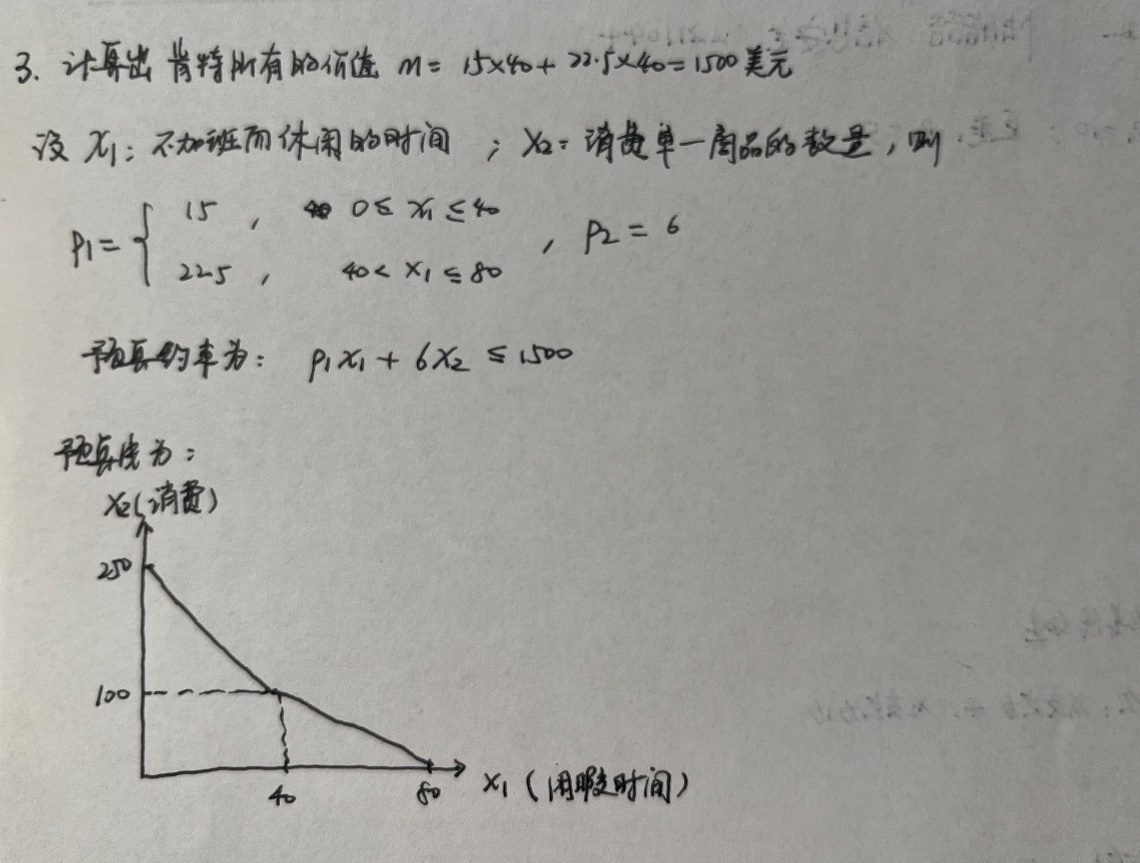 3. 计算出 肯特所有的价值 m = 15×40 + 22.5×40 = 1500 美元
设 x₁: 不加班而休闲的时间 ; x₂: 消费单一商品的数量, 则
p₁ = { 15 , 0 ≤ x₁ ≤ 40
22.5 , 40 < x₁ ≤ 80 , p₂ = 6
预算约率为: p₁x₁ + 6x₂ ≤ 1500
预算线为:
x₂(消费)
250
100
40 80 x₁ (闲暇时间)